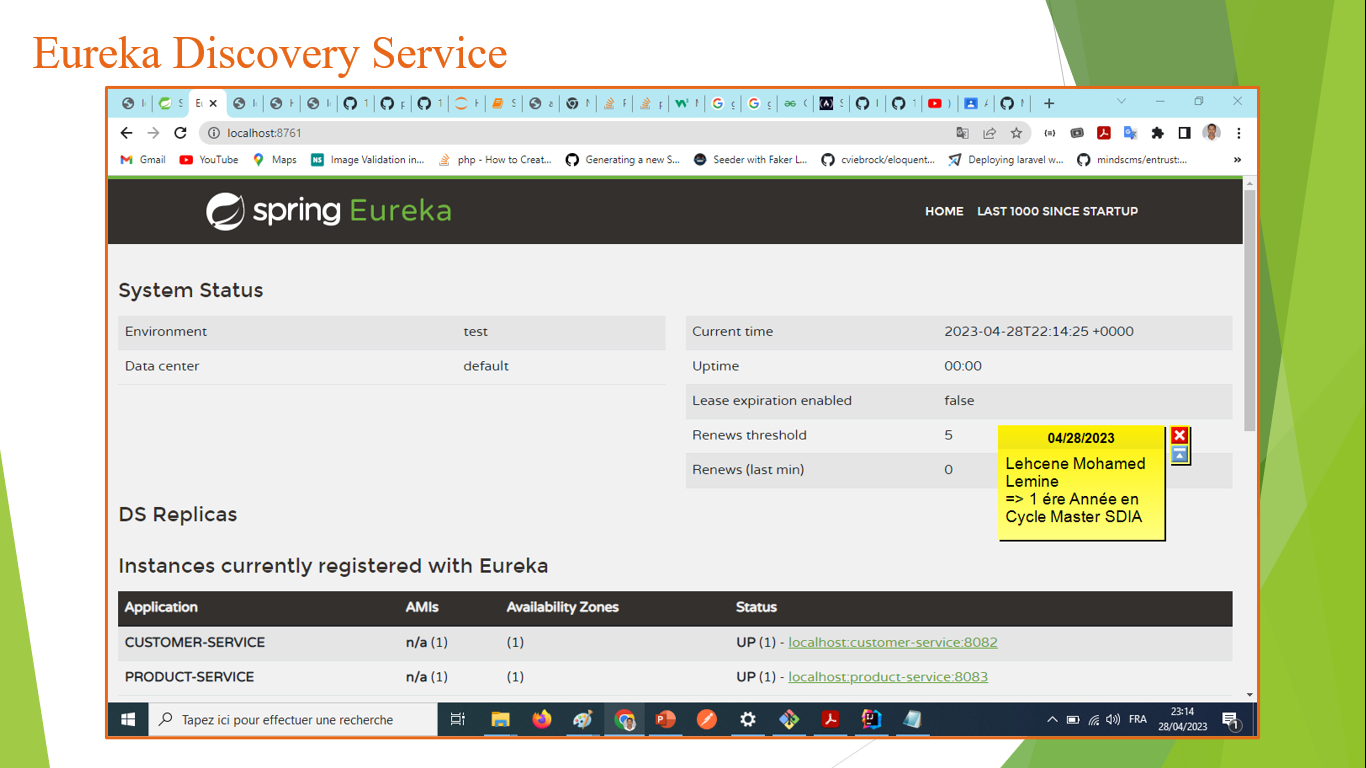 Eureka Discovery Service
localhost:8761
Gmail YouTube Maps Image Validation in... php - How to Creat... Generating a new S... Seeder with Faker L... cviebrock/eloquent... Deploying laravel w... mindscms/entrust:... »
spring Eureka HOME LAST 1000 SINCE STARTUP
System Status
Environment test
Data center default
Current time 2023-04-28T22:14:25 +0000
Uptime 00:00
Lease expiration enabled false
Renews threshold 5
Renews (last min) 0
04/28/2023
Lehcene Mohamed
Lemine
=> 1 ére Année en
Cycle Master SDIA
DS Replicas
Instances currently registered with Eureka
Application AMIs Availability Zones Status
CUSTOMER-SERVICE n/a (1) (1) UP (1) - localhost:customer-service:8082
PRODUCT-SERVICE n/a (1) (1) UP (1) - localhost:product-service:8083
Tapez ici pour effectuer une recherche
FRA
23:14
28/04/2023
1